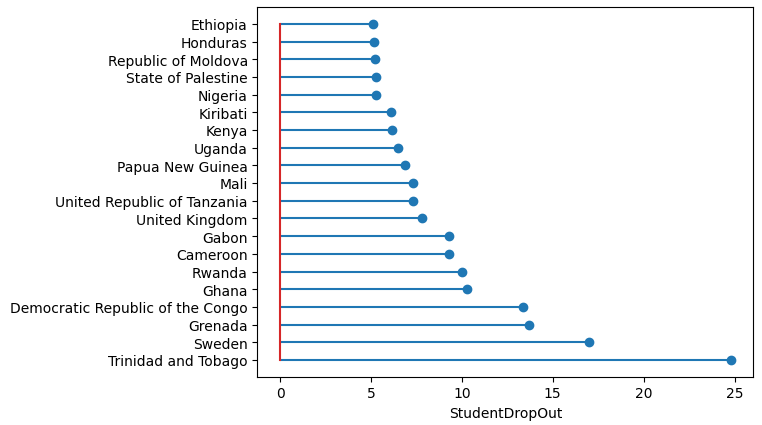 Ethiopia
Honduras
Republic of Moldova
State of Palestine
Nigeria
Kiribati
Kenya
Uganda
Papua New Guinea
Mali
United Republic of Tanzania
United Kingdom
Gabon
Cameroon
Rwanda
Ghana
Democratic Republic of the Congo
Grenada
Sweden
Trinidad and Tobago
0 5 10 15 20 25
StudentDropOut